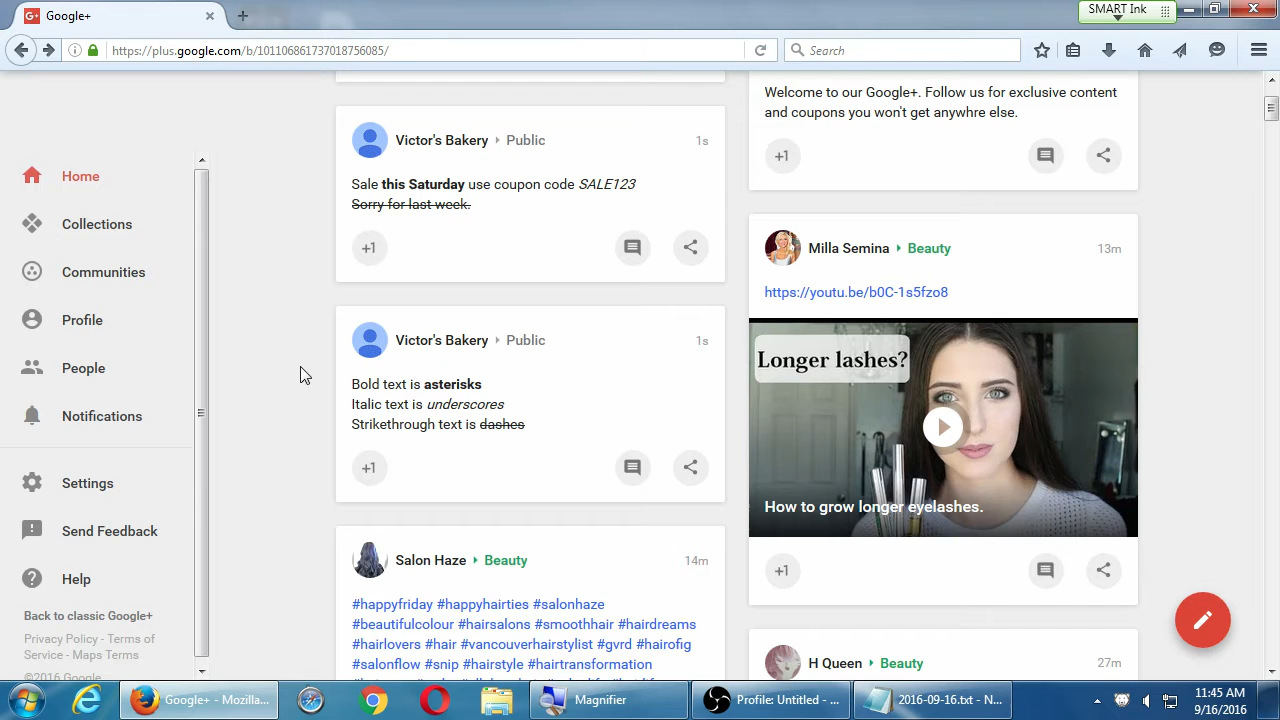 Google+
SMART Ink
https://plus.google.com/b/101106861737018756085/
Search
Home
Collections
Communities
Profile
People
Notifications
Settings
Send Feedback
Help
Back to classic Google+
Privacy Policy - Terms of
Service - Maps Terms
©2016 Google
Victor's Bakery Public
1s
Sale this Saturday use coupon code SALE123
Sorry for last week.
+1
Victor's Bakery Public
1s
Bold text is asterisks
Italic text is underscores
Strikethrough text is dashes
+1
Salon Haze Beauty
14m
#happyfriday #happyhairties #salonhaze
#beautifulcolour #hairsalons #smoothhair #hairdreams
#hairlovers #hair #vancouverhairstylist #gvrd #hairofig
#salonflow #snip #hairstyle #hairtransformation
Welcome to our Google+. Follow us for exclusive content
and coupons you won't get anywhre else.
+1
Milla Semina Beauty
13m
https://youtu.be/b0C-1s5fzo8
Longer lashes?
How to grow longer eyelashes.
+1
H Queen Beauty
27m
Google+ - Mozilla...
Magnifier
Profile: Untitled - ...
2016-09-16.txt - N...
11:45 AM
9/16/2016